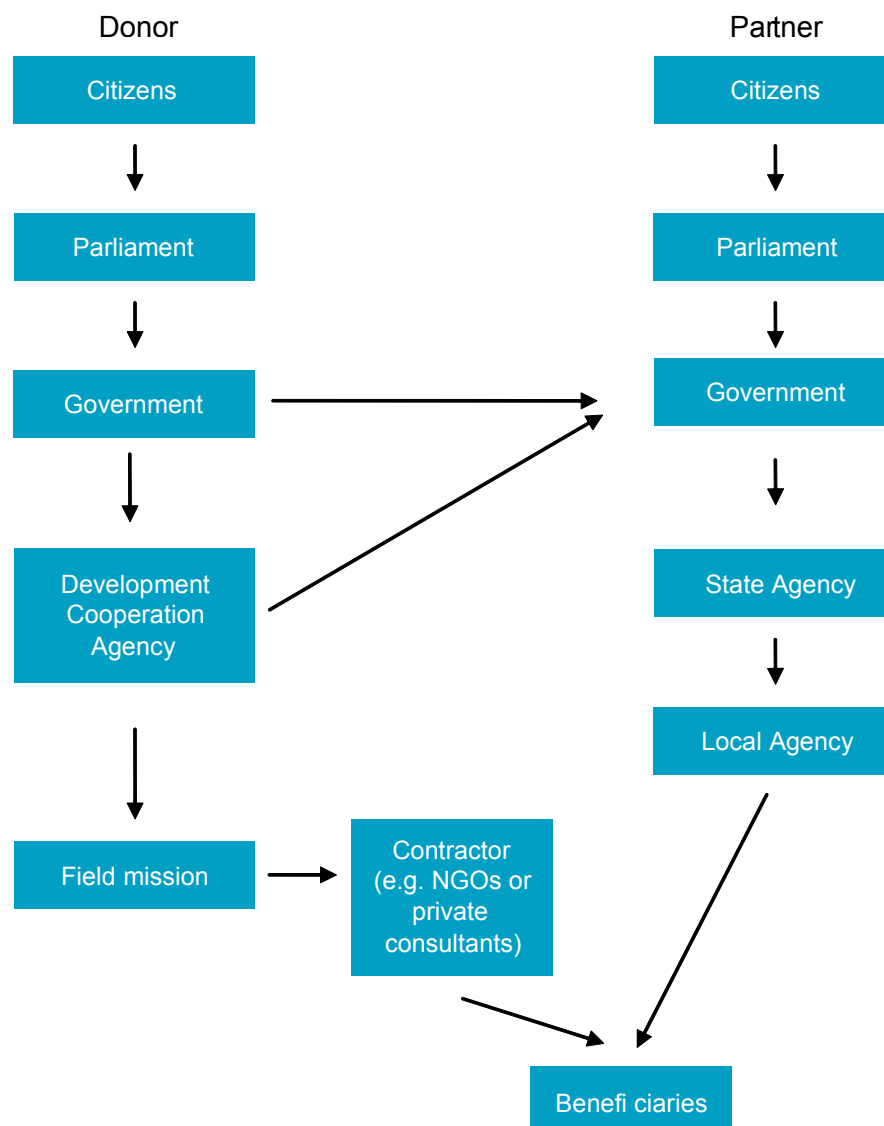 Donor
Partner
Citizens
Citizens
Parliament
Parliament
Government
Government
Development
Cooperation
Agency
State Agency
Local Agency
Field mission
Contractor
(e.g. NGOs or
private
consultants)
Benefi ciaries